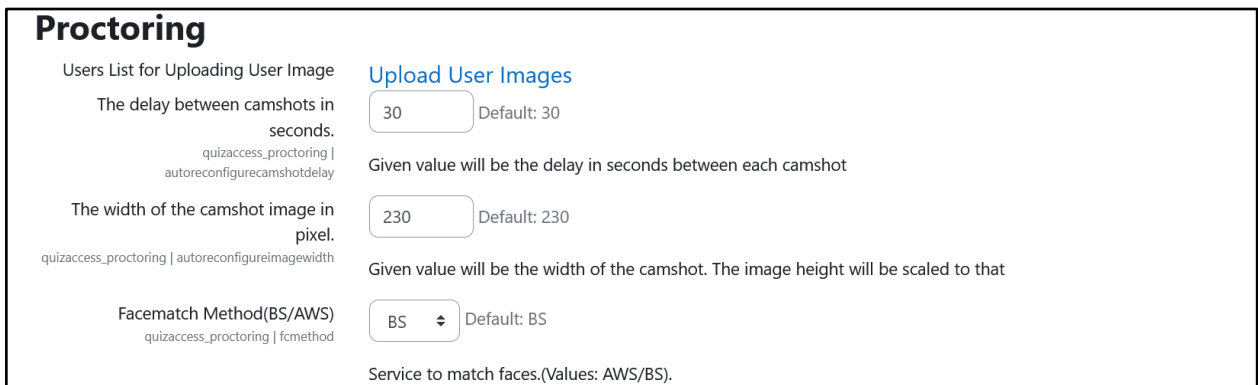 Proctoring
Users List for Uploading User Image
Upload User Images
The delay between camshots in
seconds.
quizaccess_proctoring |
autoreconfigurecamshotdelay
30
Default: 30
Given value will be the delay in seconds between each camshot
The width of the camshot image in
pixel.
quizaccess_proctoring | autoreconfigureimagewidth
230
Default: 230
Given value will be the width of the camshot. The image height will be scaled to that
Facematch Method(BS/AWS)
quizaccess_proctoring | fcmethod
BS
Default: BS
Service to match faces.(Values: AWS/BS).